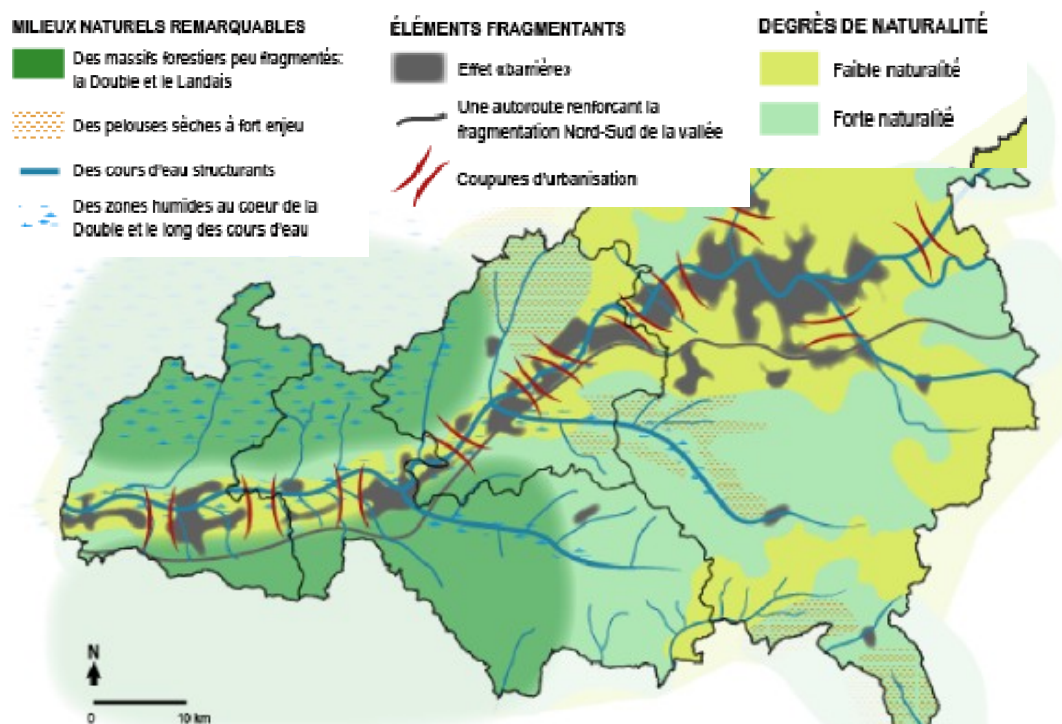 MILIEUX NATURELS REMARQUABLES
Des massifs forestiers peu fragmentés:
la Double et le Landais
Des pelouses sèches à fort enjeu
Des cours d'eau structurants
Des zones humides au coeur de la
Double et le long des cours d'eau
ÉLÉMENTS FRAGMENTANTS
Effet «barrière»
Une autoroute renforçant la
fragmentation Nord-Sud de la vallée
Coupures d'urbanisation
DEGRÈS DE NATURALITÉ
Faible naturalité
Forte naturalité
N
0 10 km